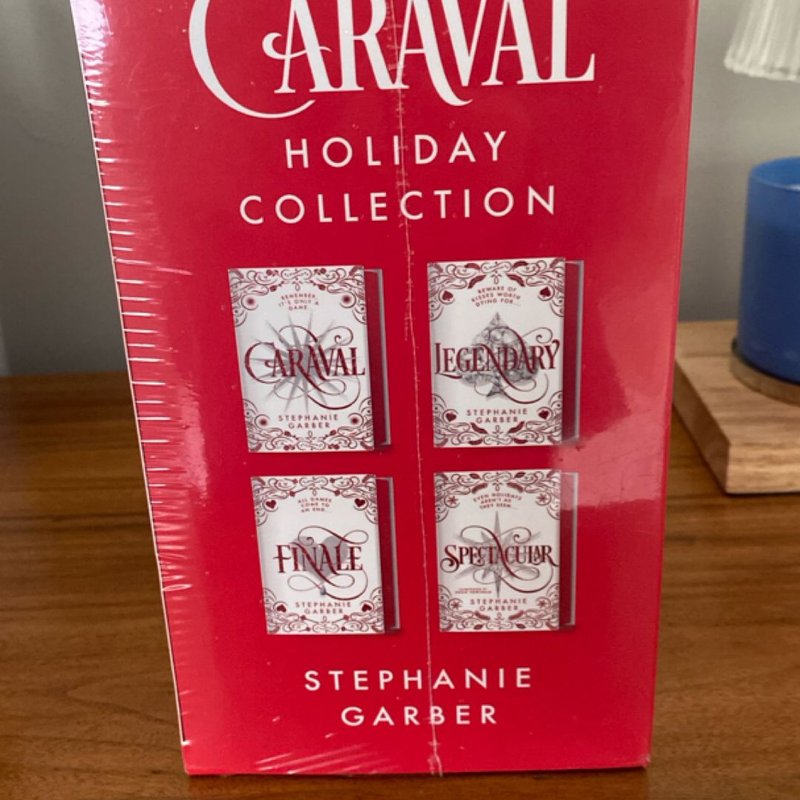 CARAVAL
HOLIDAY
COLLECTION
REMEMBER,
IT'S ONLY A
GAME...
CARAVAL
STEPHANIE
GARBER
BEWARE OF
KISSES WORTH
DYING FOR...
LEGENDARY
STEPHANIE
GARBER
ALL GAMES
COME TO
AN END...
FINALE
STEPHANIE
GARBER
EVEN HOLIDAYS
AREN'T AS
THEY SEEM...
SPECTACULAR
STEPHANIE
GARBER
STEPHANIE
GARBER